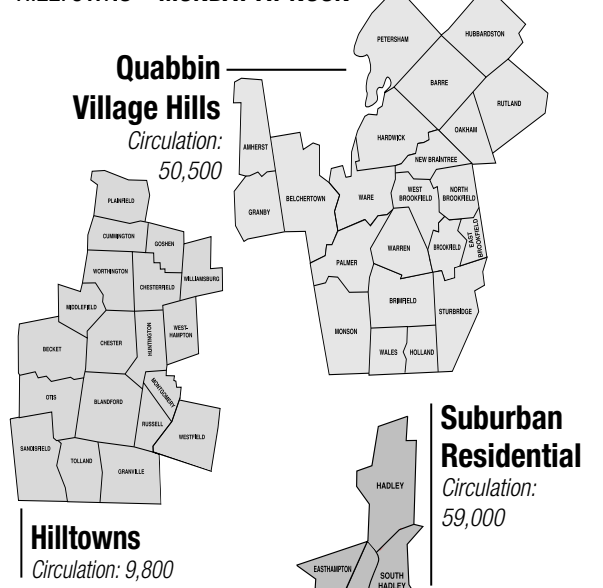 Quabbin
Village Hills
Circulation:
50,500
PETERSHAM
HUBBARDSTON
BARRE
RUTLAND
HARDWICK
OAKHAM
NEW BRAINTREE
AMHERST
GRANBY
BELCHERTOWN
WARE
WEST
BROOKFIELD
NORTH
BROOKFIELD
PALMER
WARREN
BROOKFIELD
EAST
BROOKFIELD
MONSON
BRIMFIELD
STURBRIDGE
WALES
HOLLAND
PLAINFIELD
CUMMINGTON
GOSHEN
WORTHINGTON
CHESTERFIELD
WILLIAMSBURG
MIDDLEFIELD
BECKET
CHESTER
HUNTINGTON
WEST-
HAMPTON
OTIS
BLANDFORD
MONTGOMERY
RUSSELL
WESTFIELD
SANDISFIELD
TOLLAND
GRANVILLE
Hilltowns
Circulation: 9,800
Suburban
Residential
Circulation:
59,000
HADLEY
EASTHAMPTON
SOUTH
HADLEY